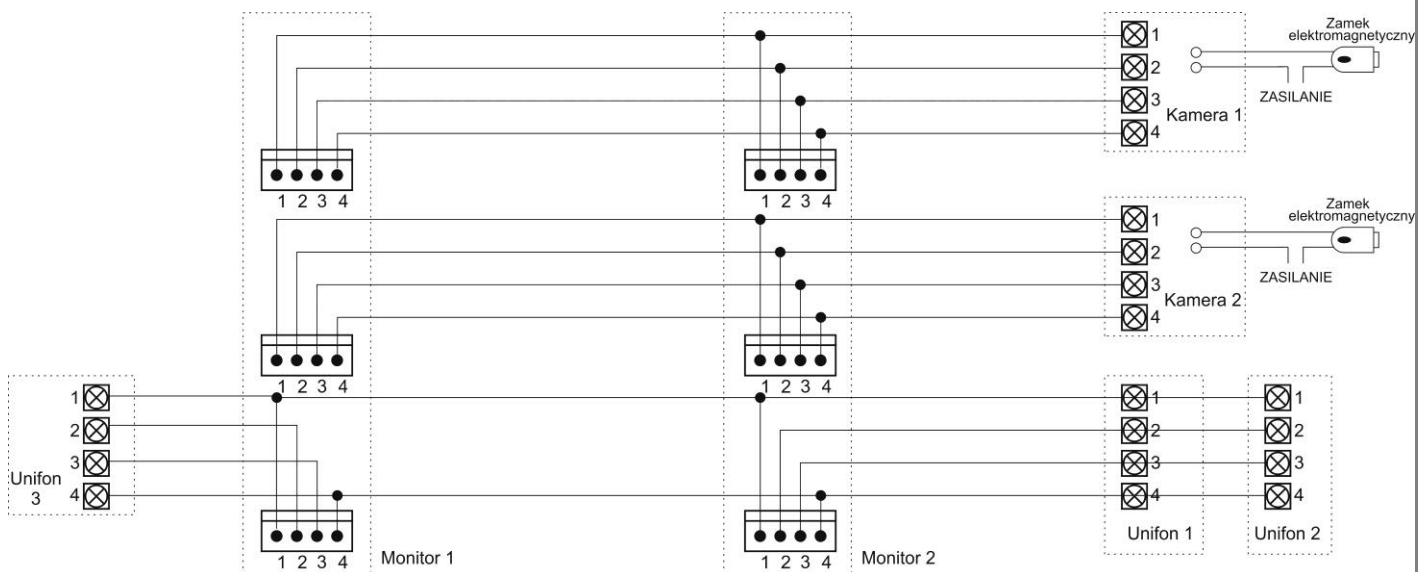 Zamek
elektromagnetyczny
1
2
3
4
Kamera 1
ZASILANIE
1 2 3 4
1 2 3 4
Zamek
elektromagnetyczny
1
2
3
4
Kamera 2
ZASILANIE
1 2 3 4
1 2 3 4
1
2
3
4
Unifon
3
1
2
3
4
Unifon 1
1
2
3
4
Unifon 2
1 2 3 4
Monitor 1
1 2 3 4
Monitor 2